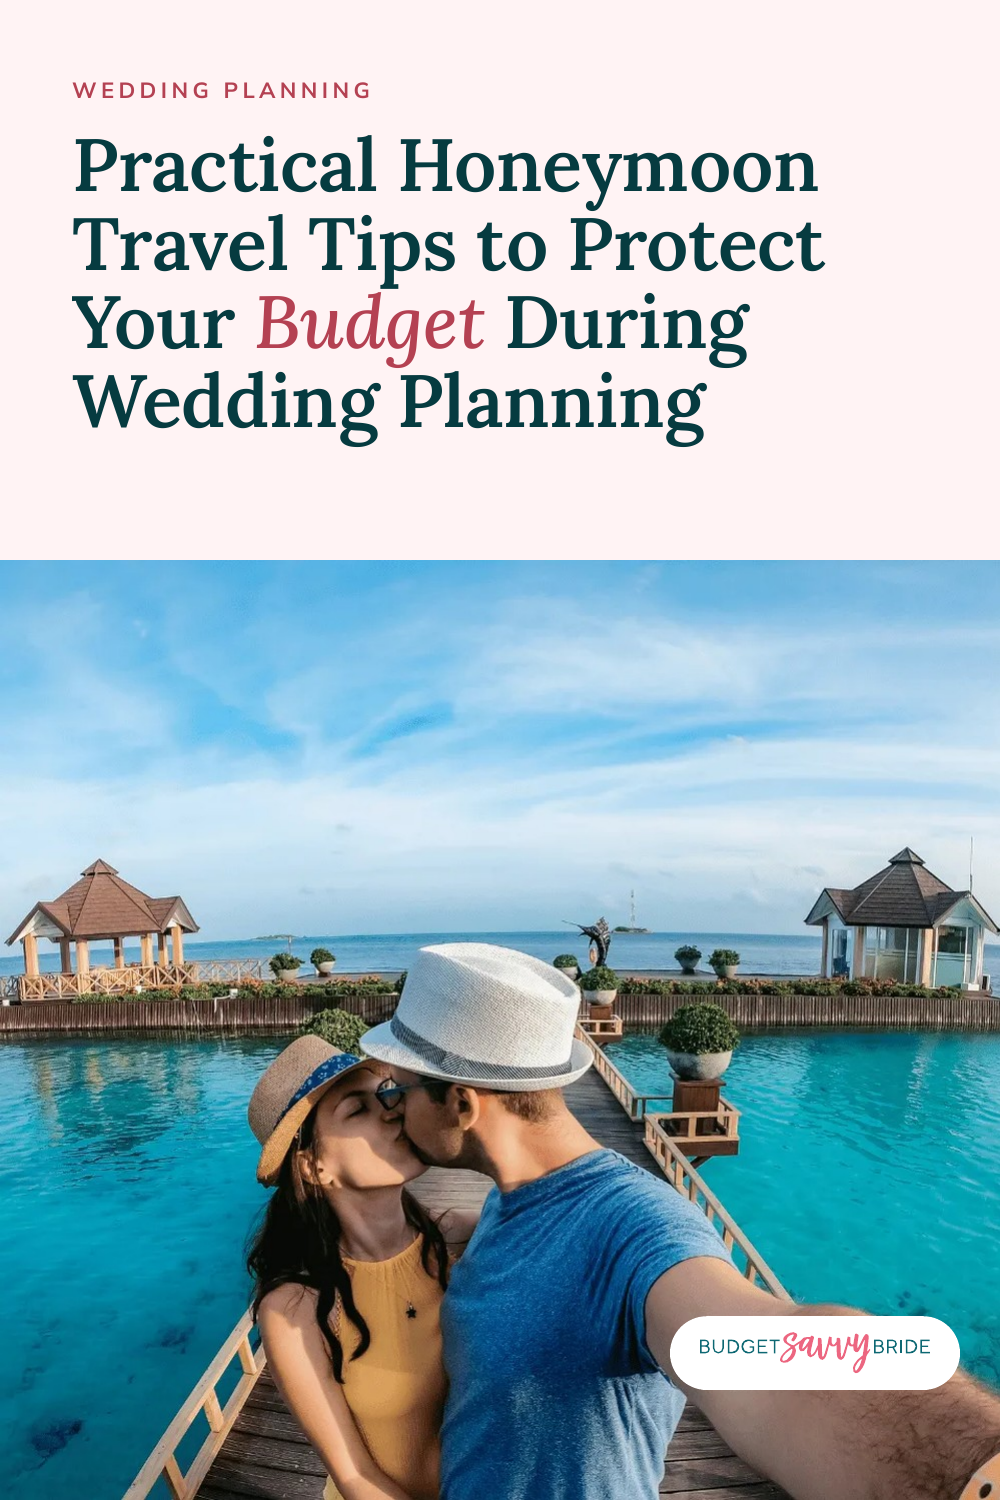 WEDDING PLANNING
Practical Honeymoon
Travel Tips to Protect
Your Budget During
Wedding Planning
BUDGET savvy BRIDE